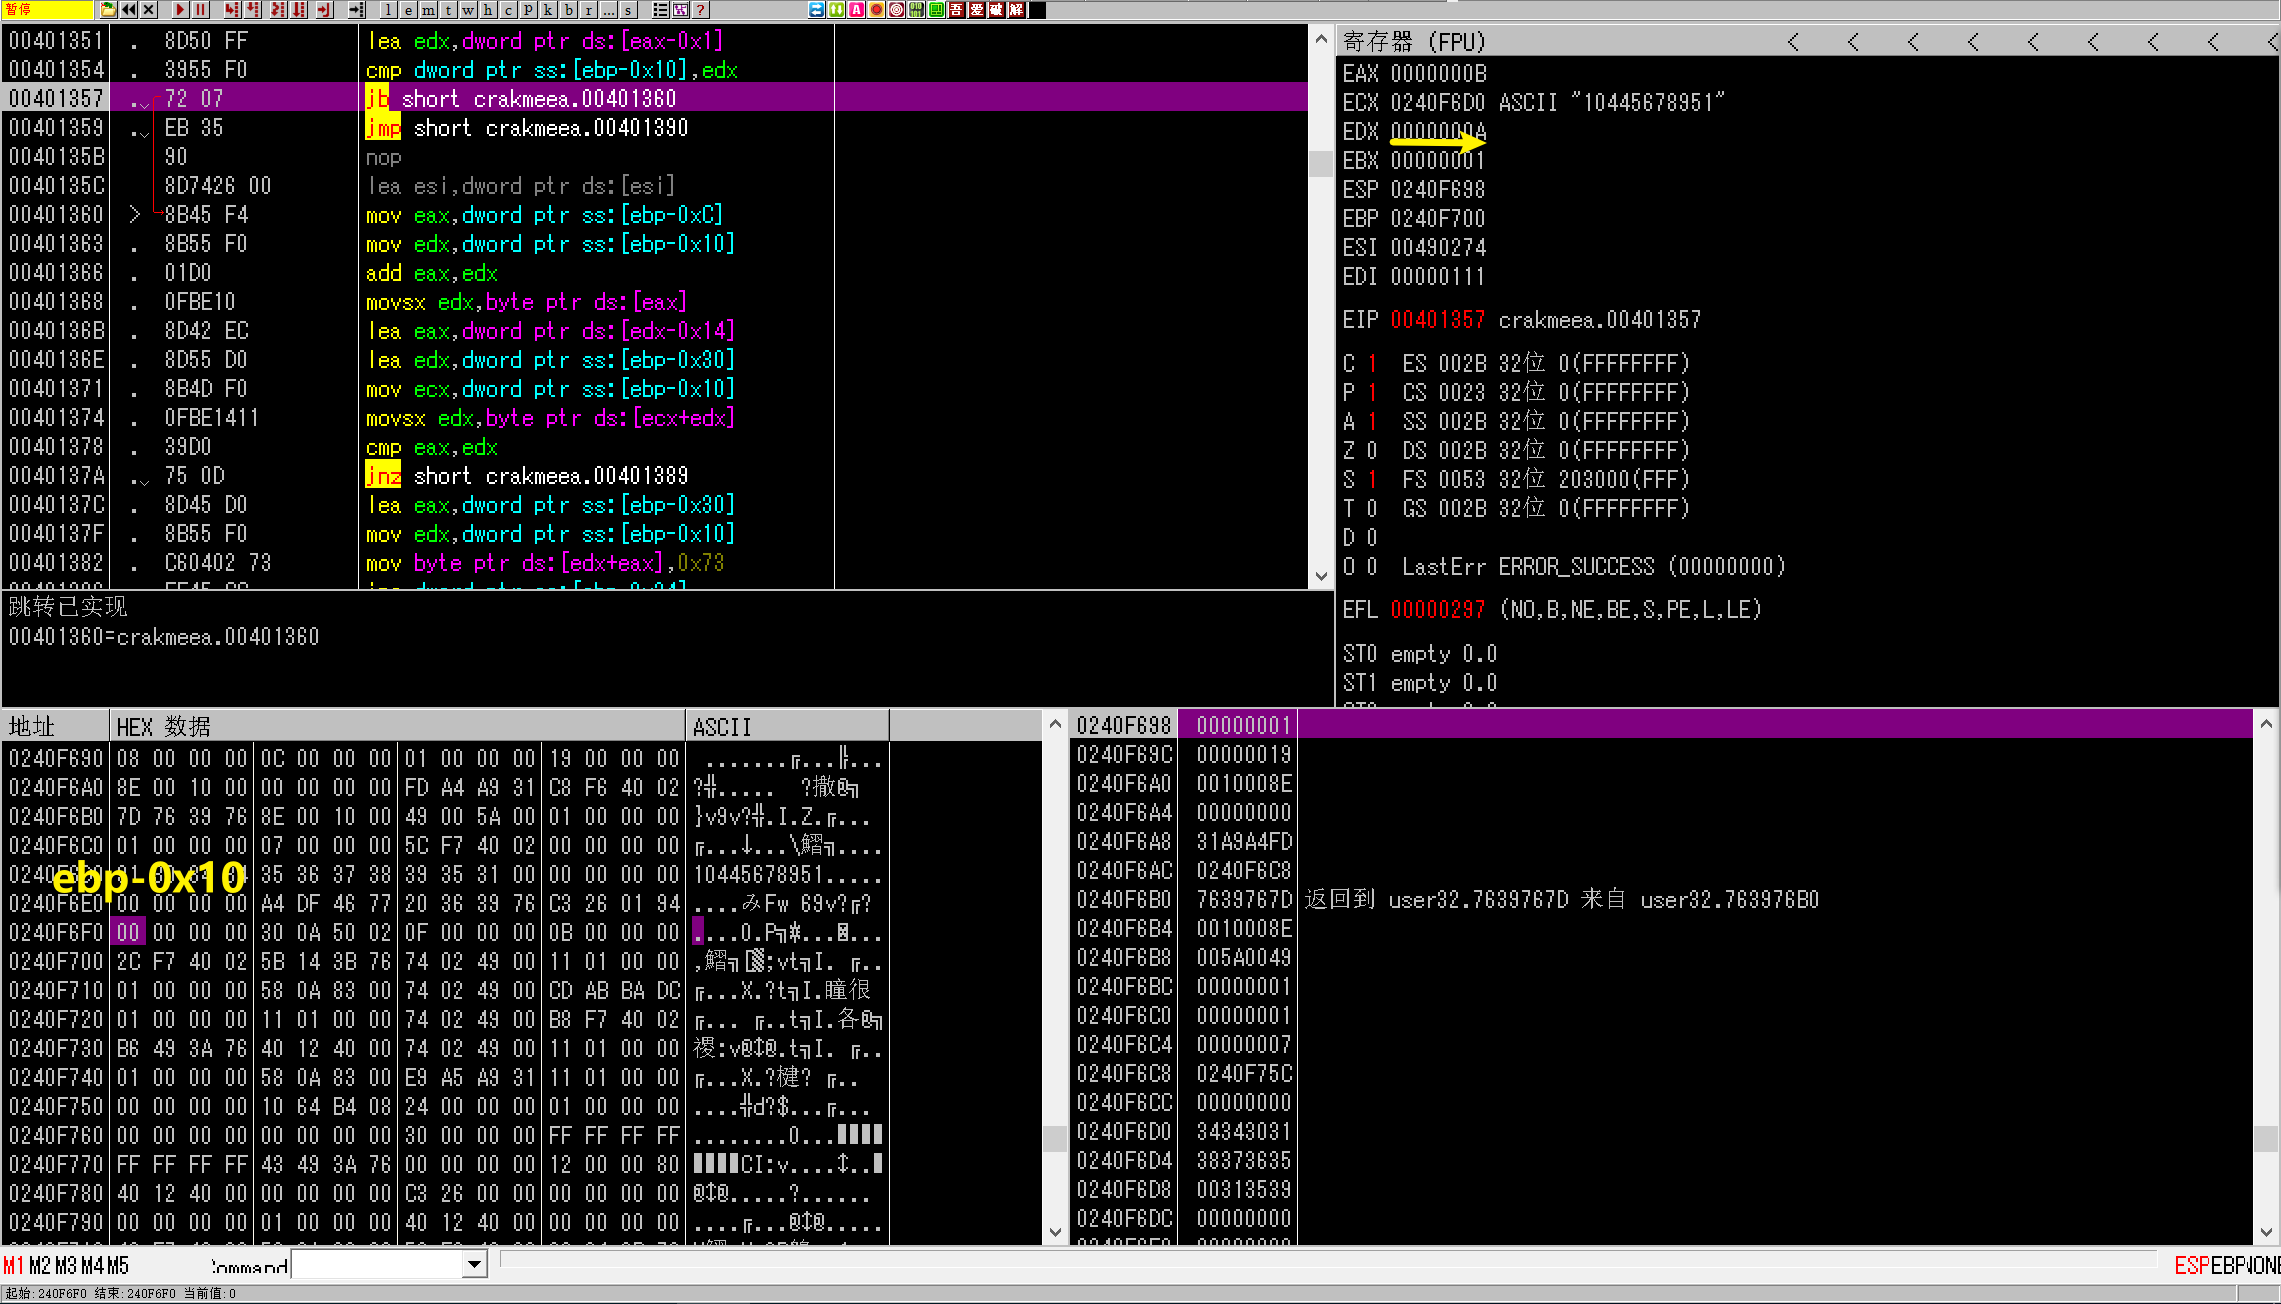 暂停
l e m t w h c p k b r ... s
吾 爱 破 解
00401351 . 8D50 FF lea edx,dword ptr ds:[eax-0x1]
00401354 . 3955 F0 cmp dword ptr ss:[ebp-0x10],edx
00401357 . 72 07 jb short crakmeea.00401360
00401359 . EB 35 jmp short crakmeea.00401390
0040135B 90 nop
0040135C 8D7426 00 lea esi,dword ptr ds:[esi]
00401360 > 8B45 F4 mov eax,dword ptr ss:[ebp-0xC]
00401363 . 8B55 F0 mov edx,dword ptr ss:[ebp-0x10]
00401366 . 01D0 add eax,edx
00401368 . 0FBE10 movsx edx,byte ptr ds:[eax]
0040136B . 8D42 EC lea eax,dword ptr ds:[edx-0x14]
0040136E . 8D55 D0 lea edx,dword ptr ss:[ebp-0x30]
00401371 . 8B4D F0 mov ecx,dword ptr ss:[ebp-0x10]
00401374 . 0FBE1411 movsx edx,byte ptr ds:[ecx+edx]
00401378 . 39D0 cmp eax,edx
0040137A . 75 0D jnz short crakmeea.00401389
0040137C . 8D45 D0 lea eax,dword ptr ss:[ebp-0x30]
0040137F . 8B55 F0 mov edx,dword ptr ss:[ebp-0x10]
00401382 . C60402 73 mov byte ptr ds:[edx+eax],0x73
跳转已实现
00401360=crakmeea.00401360
寄存器 (FPU) < < < < < < < < <
EAX 0000000B
ECX 0240F6D0 ASCII "10445678951"
EDX 0000000A
EBX 00000001
ESP 0240F698
EBP 0240F700
ESI 00490274
EDI 00000111
EIP 00401357 crakmeea.00401357
C 1 ES 002B 32位 0(FFFFFFFF)
P 1 CS 0023 32位 0(FFFFFFFF)
A 1 SS 002B 32位 0(FFFFFFFF)
Z 0 DS 002B 32位 0(FFFFFFFF)
S 1 FS 0053 32位 203000(FFF)
T 0 GS 002B 32位 0(FFFFFFFF)
D 0
O 0 LastErr ERROR_SUCCESS (00000000)
EFL 00000297 (NO,B,NE,BE,S,PE,L,LE)
ST0 empty 0.0
ST1 empty 0.0
地址 HEX 数据 ASCII
0240F690 08 00 00 00 0C 00 00 00 01 00 00 00 19 00 00 00
0240F6A0 8E 00 10 00 00 00 00 00 FD A4 A9 31 C8 F6 40 02
0240F6B0 7D 76 39 76 8E 00 10 00 49 00 5A 00 01 00 00 00
0240F6C0 01 00 00 00 07 00 00 00 5C F7 40 02 00 00 00 00
35 36 37 38 39 35 31 00 00 00 00 00 10445678951.....
ebp-0x10
0240F6E0 00 00 00 00 A4 DF 46 77 20 36 39 76 C3 26 01 94
0240F6F0 00 00 00 00 30 0A 50 02 0F 00 00 00 0B 00 00 00
0240F700 2C F7 40 02 5B 14 3B 76 74 02 49 00 11 01 00 00
0240F710 01 00 00 00 58 0A 83 00 74 02 49 00 CD AB BA DC
0240F720 01 00 00 00 11 01 00 00 74 02 49 00 B8 F7 40 02
0240F730 B6 49 3A 76 40 12 40 00 74 02 49 00 11 01 00 00
0240F740 01 00 00 00 58 0A 83 00 E9 A5 A9 31 11 01 00 00
0240F750 00 00 00 00 10 64 B4 08 24 00 00 00 01 00 00 00
0240F760 00 00 00 00 00 00 00 00 30 00 00 00 FF FF FF FF
0240F770 FF FF FF FF 43 49 3A 76 00 00 00 00 12 00 00 80
0240F780 40 12 40 00 00 00 00 00 C3 26 00 00 00 00 00 00
0240F790 00 00 00 00 01 00 00 00 40 12 40 00 00 00 00 00
0240F698 00000001
0240F69C 00000019
0240F6A0 0010008E
0240F6A4 00000000
0240F6A8 31A9A4FD
0240F6AC 0240F6C8
0240F6B0 7639767D 返回到 user32.7639767D 来自 user32.763976B0
0240F6B4 0010008E
0240F6B8 005A0049
0240F6BC 00000001
0240F6C0 00000001
0240F6C4 00000007
0240F6C8 0240F75C
0240F6CC 00000000
0240F6D0 34343031
0240F6D4 38373635
0240F6D8 00313539
0240F6DC 00000000
M1 M2 M3 M4 M5 Command
ESP EBP NONE
起始:240F6F0 结束:240F6F0 当前值:0